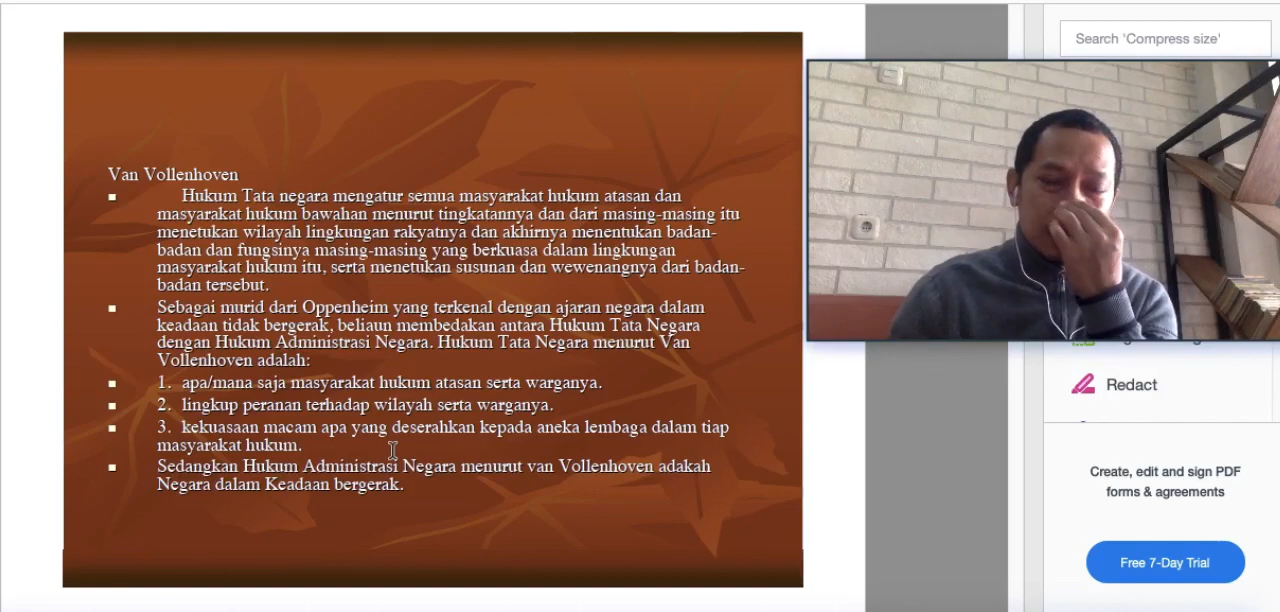 Van Vollenhoven
Hukum Tata negara mengatur semua masyarakat hukum atasan dan
masyarakat hukum bawahan menurut tingkatannya dan dari masing-masing itu
menetukan wilayah lingkungan rakyatnya dan akhirnya menentukan badan-
badan dan fungsinya masing-masing yang berkuasa dalam lingkungan
masyarakat hukum itu, serta menetukan susunan dan wewenangnya dari badan-
badan tersebut.
Sebagai murid dari Oppenheim yang terkenal dengan ajaran negara dalam
keadaan tidak bergerak, beliaun membedakan antara Hukum Tata Negara
dengan Hukum Administrasi Negara. Hukum Tata Negara menurut Van
Vollenhoven adalah:
1. apa/mana saja masyarakat hukum atasan serta warganya.
2. lingkup peranan terhadap wilayah serta warganya.
3. kekuasaan macam apa yang deserahkan kepada aneka lembaga dalam tiap
masyarakat hukum.
Sedangkan Hukum Administrasi Negara menurut van Vollenhoven adakah
Negara dalam Keadaan bergerak.
Search 'Compress size'
Redact
Create, edit and sign PDF
forms & agreements
Free 7-Day Trial